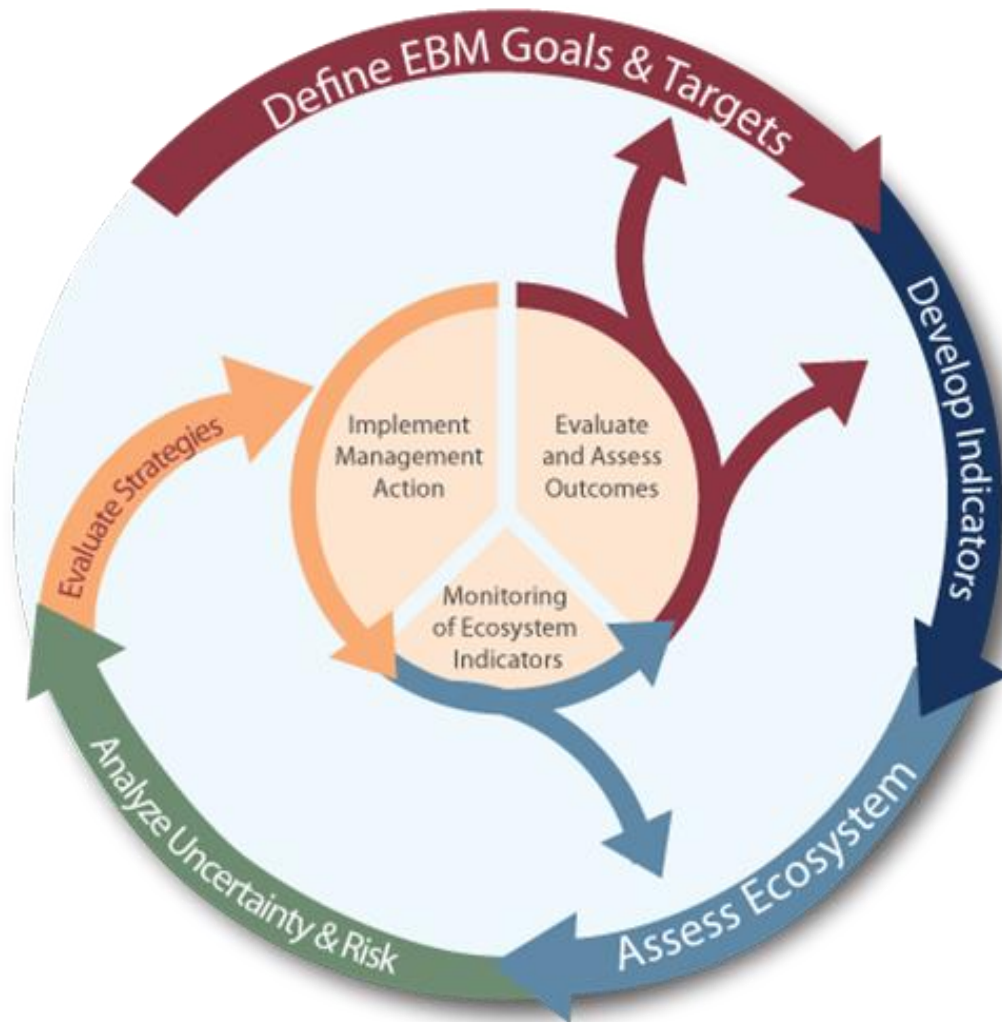 Define EBM Goals & Targets
Develop Indicators
Assess Ecosystem
Analyze Uncertainty & Risk
Evaluate Strategies
Implement
Management
Action
Evaluate
and Assess
Outcomes
Monitoring
of Ecosystem
Indicators